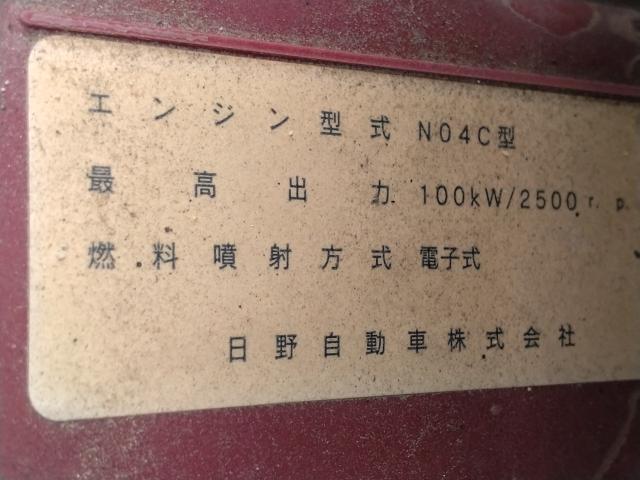 エンジン型式 N04C型
最高出力 100kW/2500r.p
燃料噴射方式 電子式
日野自動車株式会社